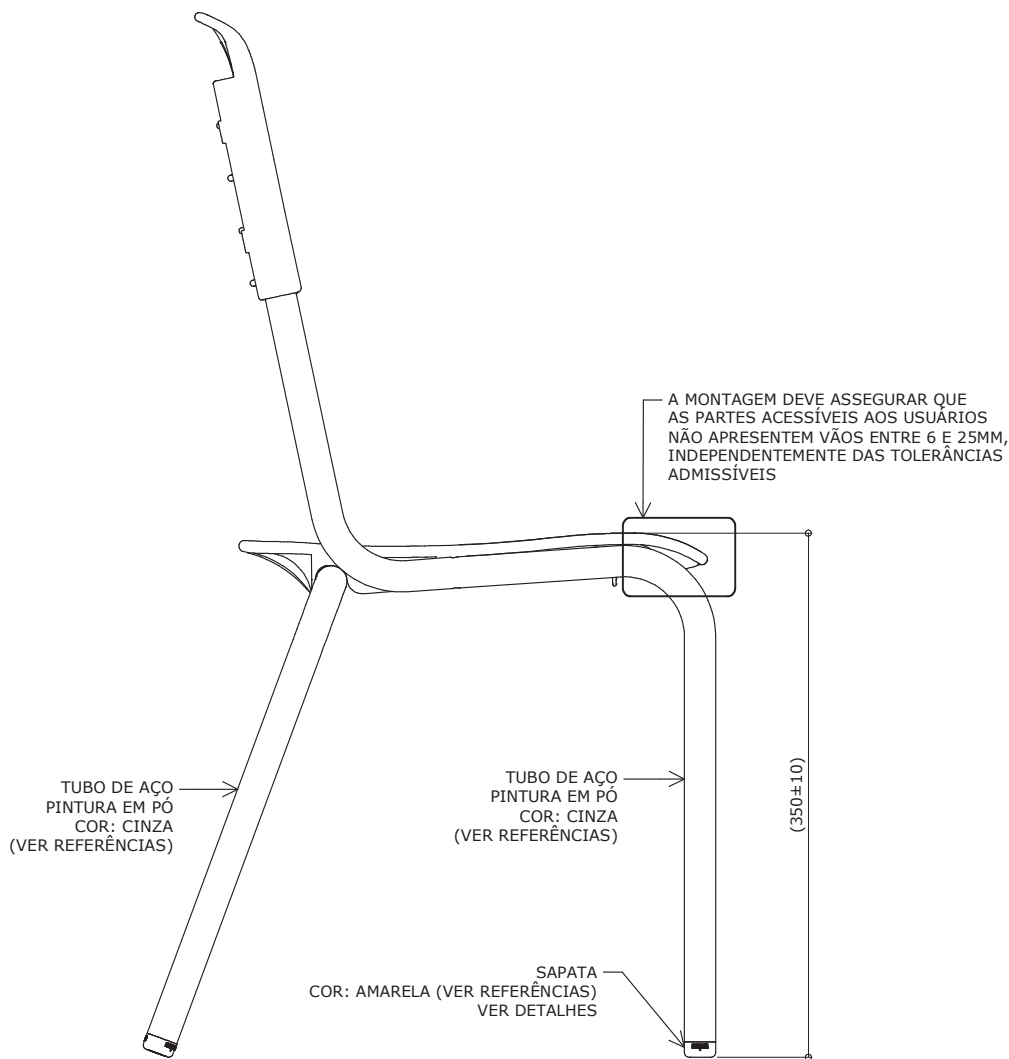 A MONTAGEM DEVE ASSEGURAR QUE
AS PARTES ACESSÍVEIS AOS USUÁRIOS
NÃO APRESENTEM VÃOS ENTRE 6 E 25MM,
INDEPENDENTEMENTE DAS TOLERÂNCIAS
ADMISSÍVEIS
TUBO DE AÇO
PINTURA EM PÓ
COR: CINZA
(VER REFERÊNCIAS)
TUBO DE AÇO
PINTURA EM PÓ
COR: CINZA
(VER REFERÊNCIAS)
(350±10)
SAPATA
COR: AMARELA (VER REFERÊNCIAS)
VER DETALHES